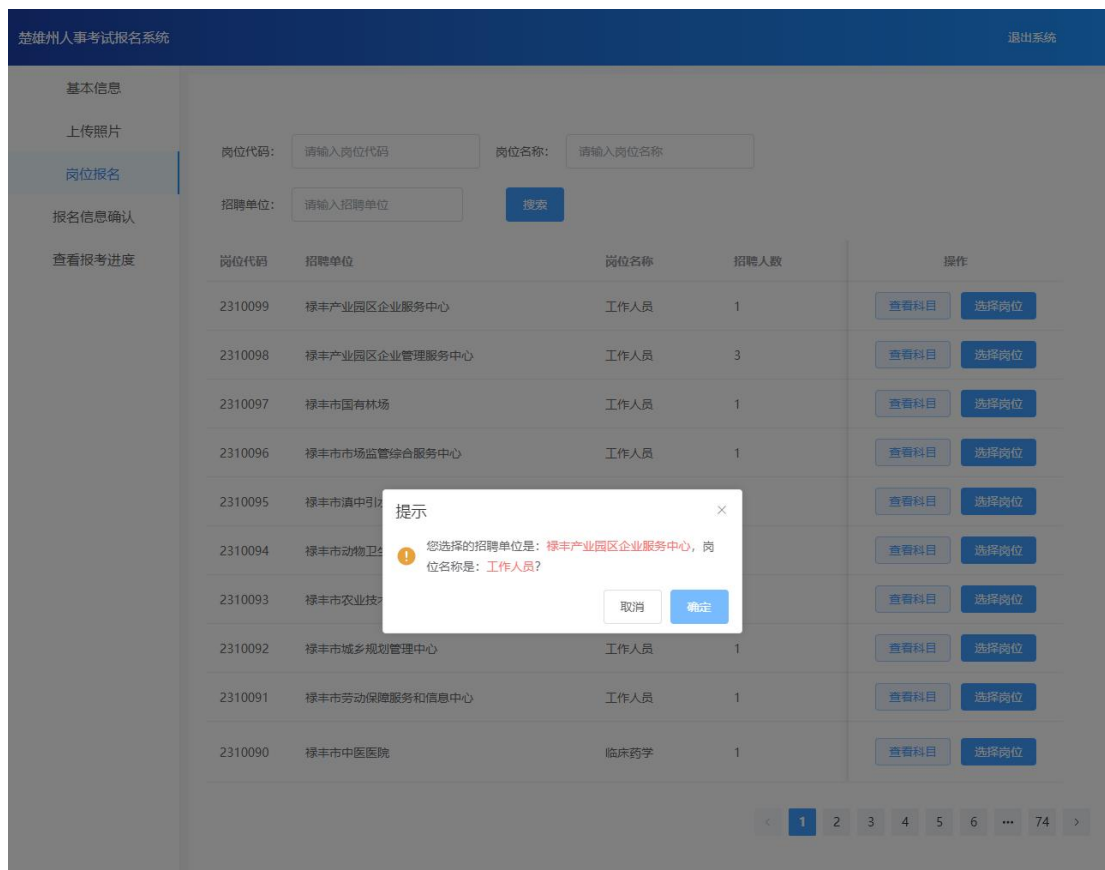 楚雄州人事考试报名系统 退出系统
基本信息
上传照片
岗位报名
报名信息确认
查看报考进度
岗位代码: 请输入岗位代码 岗位名称: 请输入岗位名称
招聘单位: 请输入招聘单位 搜索
岗位代码 招聘单位 岗位名称 招聘人数 操作
2310099 禄丰产业园区企业服务中心 工作人员 1 查看科目 选择岗位
2310098 禄丰产业园区企业管理服务中心 工作人员 3 查看科目 选择岗位
2310097 禄丰市国有林场 工作人员 1 查看科目 选择岗位
2310096 禄丰市市场监管综合服务中心 工作人员 1 查看科目 选择岗位
2310095 禄丰市滇中引 查看科目 选择岗位
2310094 禄丰市动物卫 查看科目 选择岗位
2310093 禄丰市农业技 查看科目 选择岗位
提示
您选择的招聘单位是：禄丰产业园区企业服务中心，岗
位名称是：工作人员?
取消 确定
2310092 禄丰市城乡规划管理中心 工作人员 1 查看科目 选择岗位
2310091 禄丰市劳动保障服务和信息中心 工作人员 1 查看科目 选择岗位
2310090 禄丰市中医医院 临床药学 1 查看科目 选择岗位
< 1 2 3 4 5 6 ··· 74 >